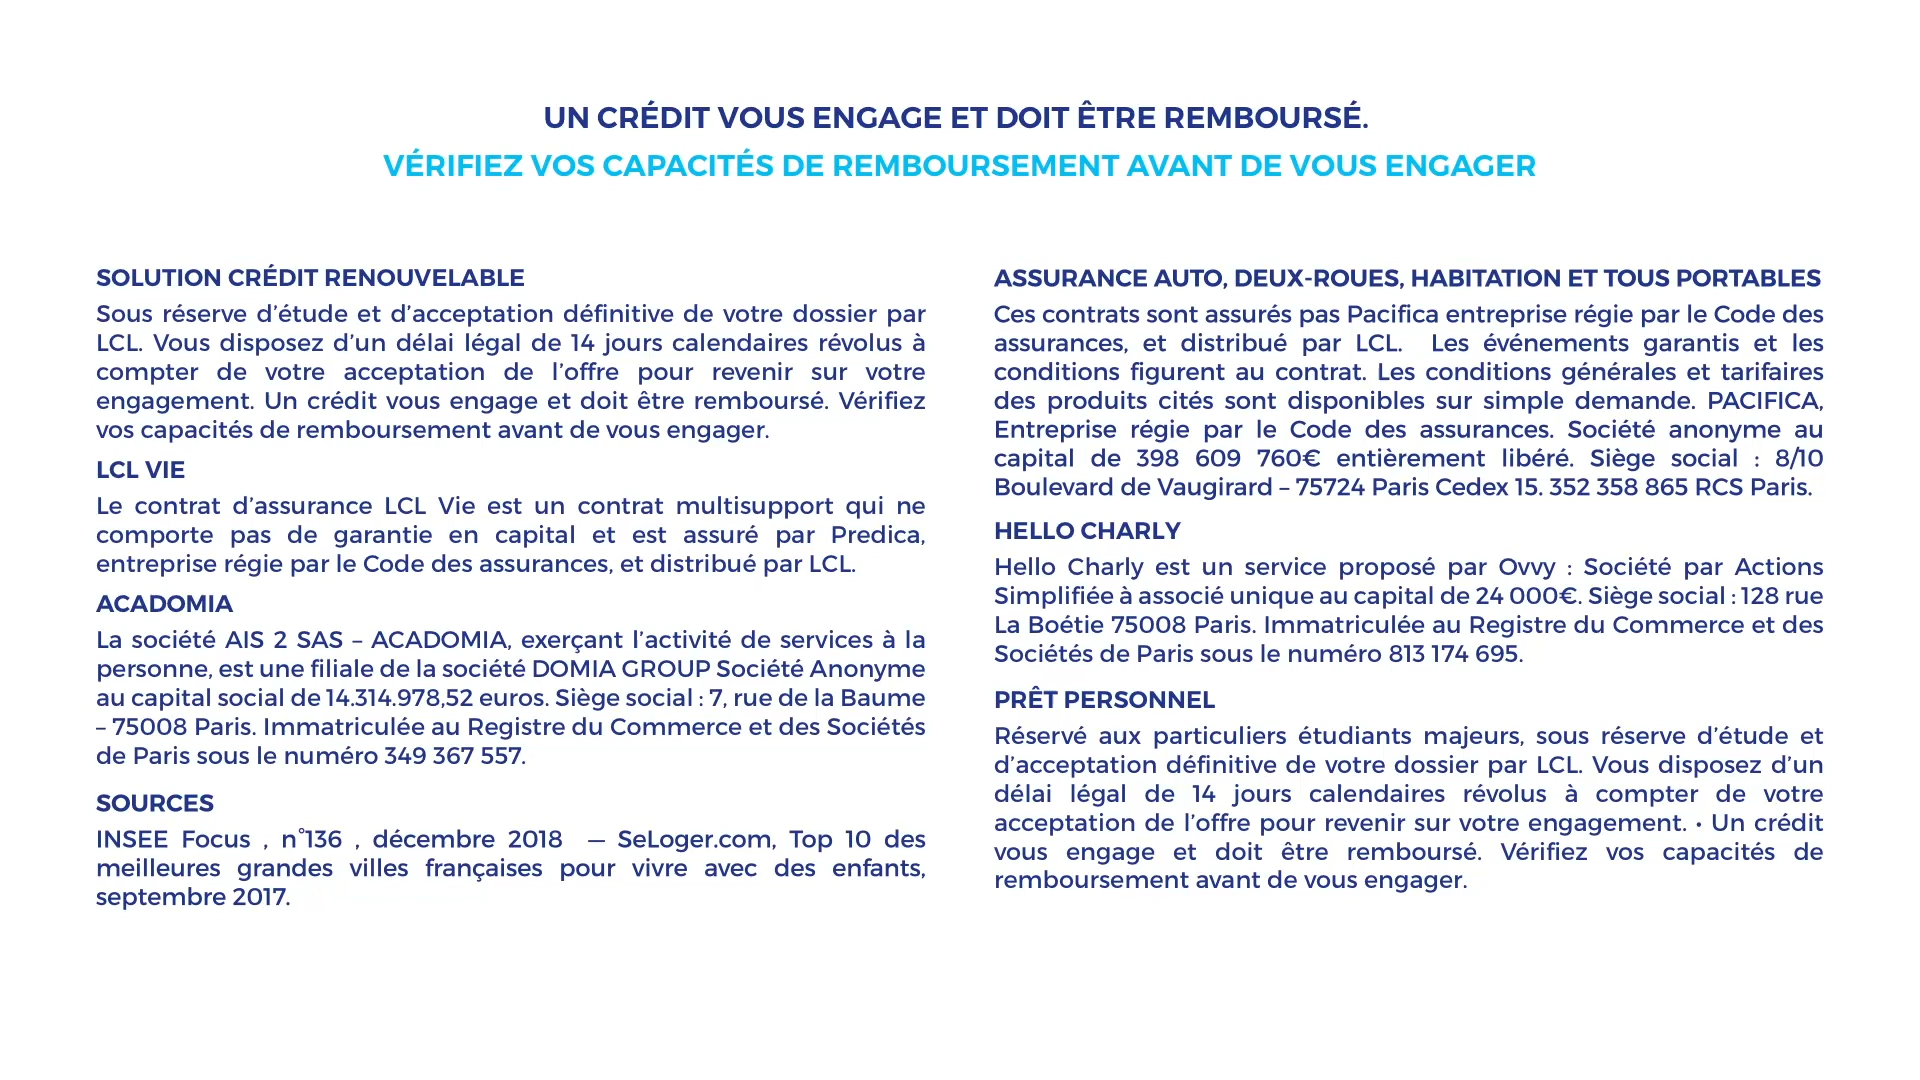 UN CRÉDIT VOUS ENGAGE ET DOIT ÊTRE REMBOURSÉ.
VÉRIFIEZ VOS CAPACITÉS DE REMBOURSEMENT AVANT DE VOUS ENGAGER
SOLUTION CRÉDIT RENOUVELABLE
Sous réserve d’étude et d’acceptation définitive de votre dossier par
LCL. Vous disposez d’un délai légal de 14 jours calendaires révolus à
compter de votre acceptation de l’offre pour revenir sur votre
engagement. Un crédit vous engage et doit être remboursé. Vérifiez
vos capacités de remboursement avant de vous engager.
LCL VIE
Le contrat d’assurance LCL Vie est un contrat multisupport qui ne
comporte pas de garantie en capital et est assuré par Predica,
entreprise régie par le Code des assurances, et distribué par LCL.
ACADOMIA
La société AIS 2 SAS – ACADOMIA, exerçant l’activité de services à la
personne, est une filiale de la société DOMIA GROUP Société Anonyme
au capital social de 14.314.978,52 euros. Siège social : 7, rue de la Baume
– 75008 Paris. Immatriculée au Registre du Commerce et des Sociétés
de Paris sous le numéro 349 367 557.
SOURCES
INSEE Focus , n°136 , décembre 2018 — SeLoger.com, Top 10 des
meilleures grandes villes françaises pour vivre avec des enfants,
septembre 2017.
ASSURANCE AUTO, DEUX-ROUES, HABITATION ET TOUS PORTABLES
Ces contrats sont assurés pas Pacifica entreprise régie par le Code des
assurances, et distribué par LCL. Les événements garantis et les
conditions figurent au contrat. Les conditions générales et tarifaires
des produits cités sont disponibles sur simple demande. PACIFICA,
Entreprise régie par le Code des assurances. Société anonyme au
capital de 398 609 760€ entièrement libéré. Siège social : 8/10
Boulevard de Vaugirard – 75724 Paris Cedex 15. 352 358 865 RCS Paris.
HELLO CHARLY
Hello Charly est un service proposé par Ovvy : Société par Actions
Simplifiée à associé unique au capital de 24 000€. Siège social : 128 rue
La Boétie 75008 Paris. Immatriculée au Registre du Commerce et des
Sociétés de Paris sous le numéro 813 174 695.
PRÊT PERSONNEL
Réservé aux particuliers étudiants majeurs, sous réserve d’étude et
d’acceptation définitive de votre dossier par LCL. Vous disposez d’un
délai légal de 14 jours calendaires révolus à compter de votre
acceptation de l’offre pour revenir sur votre engagement. • Un crédit
vous engage et doit être remboursé. Vérifiez vos capacités de
remboursement avant de vous engager.